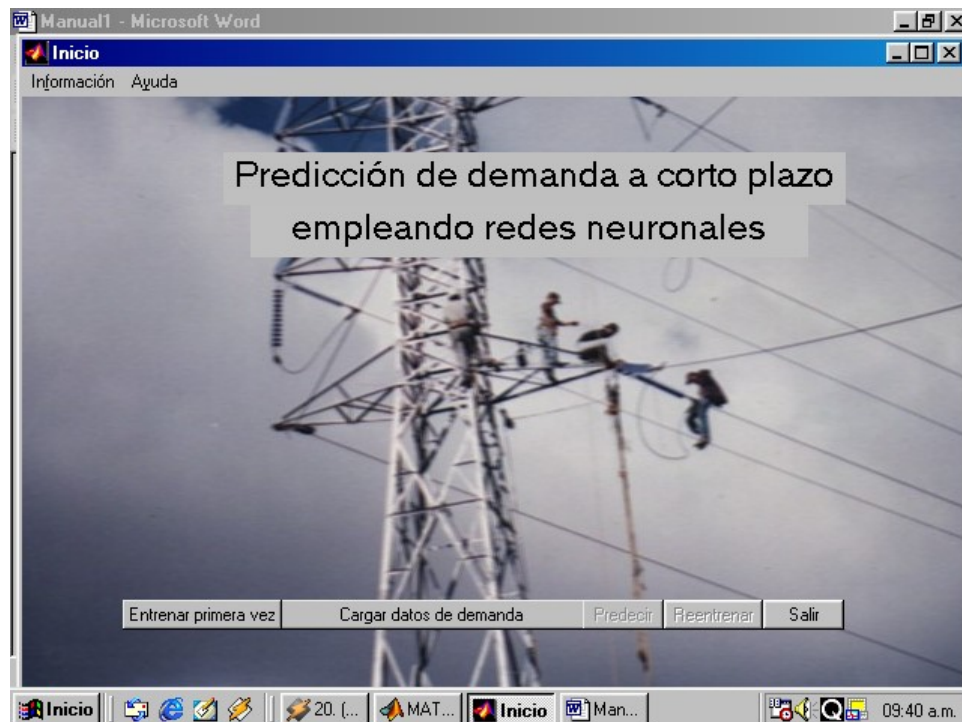 Manual1 - Microsoft Word
Inicio
Información Ayuda
Predicción de demanda a corto plazo
empleando redes neuronales
Entrenar primera vez Cargar datos de demanda Predecir Reentrenar Salir
Inicio 20. (... MAT... Inicio Man... 09:40 a.m.